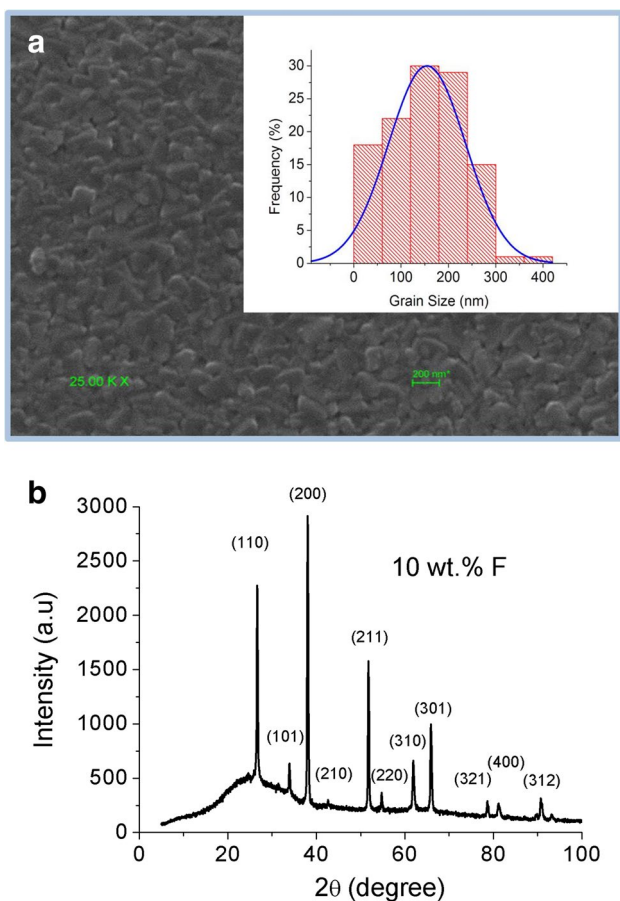 a
30
25
20
15
10
5
0
Frequency (%)
0 100 200 300 400
Grain Size (nm)
25.00 K X
200 nm*
b
3000
2500
2000
1500
1000
500
0
Intensity (a.u)
(200)
(110)
10 wt.% F
(211)
(101)
(301)
(310)
(210)
(220)
(321)
(400)
(312)
0 20 40 60 80 100
2θ (degree)